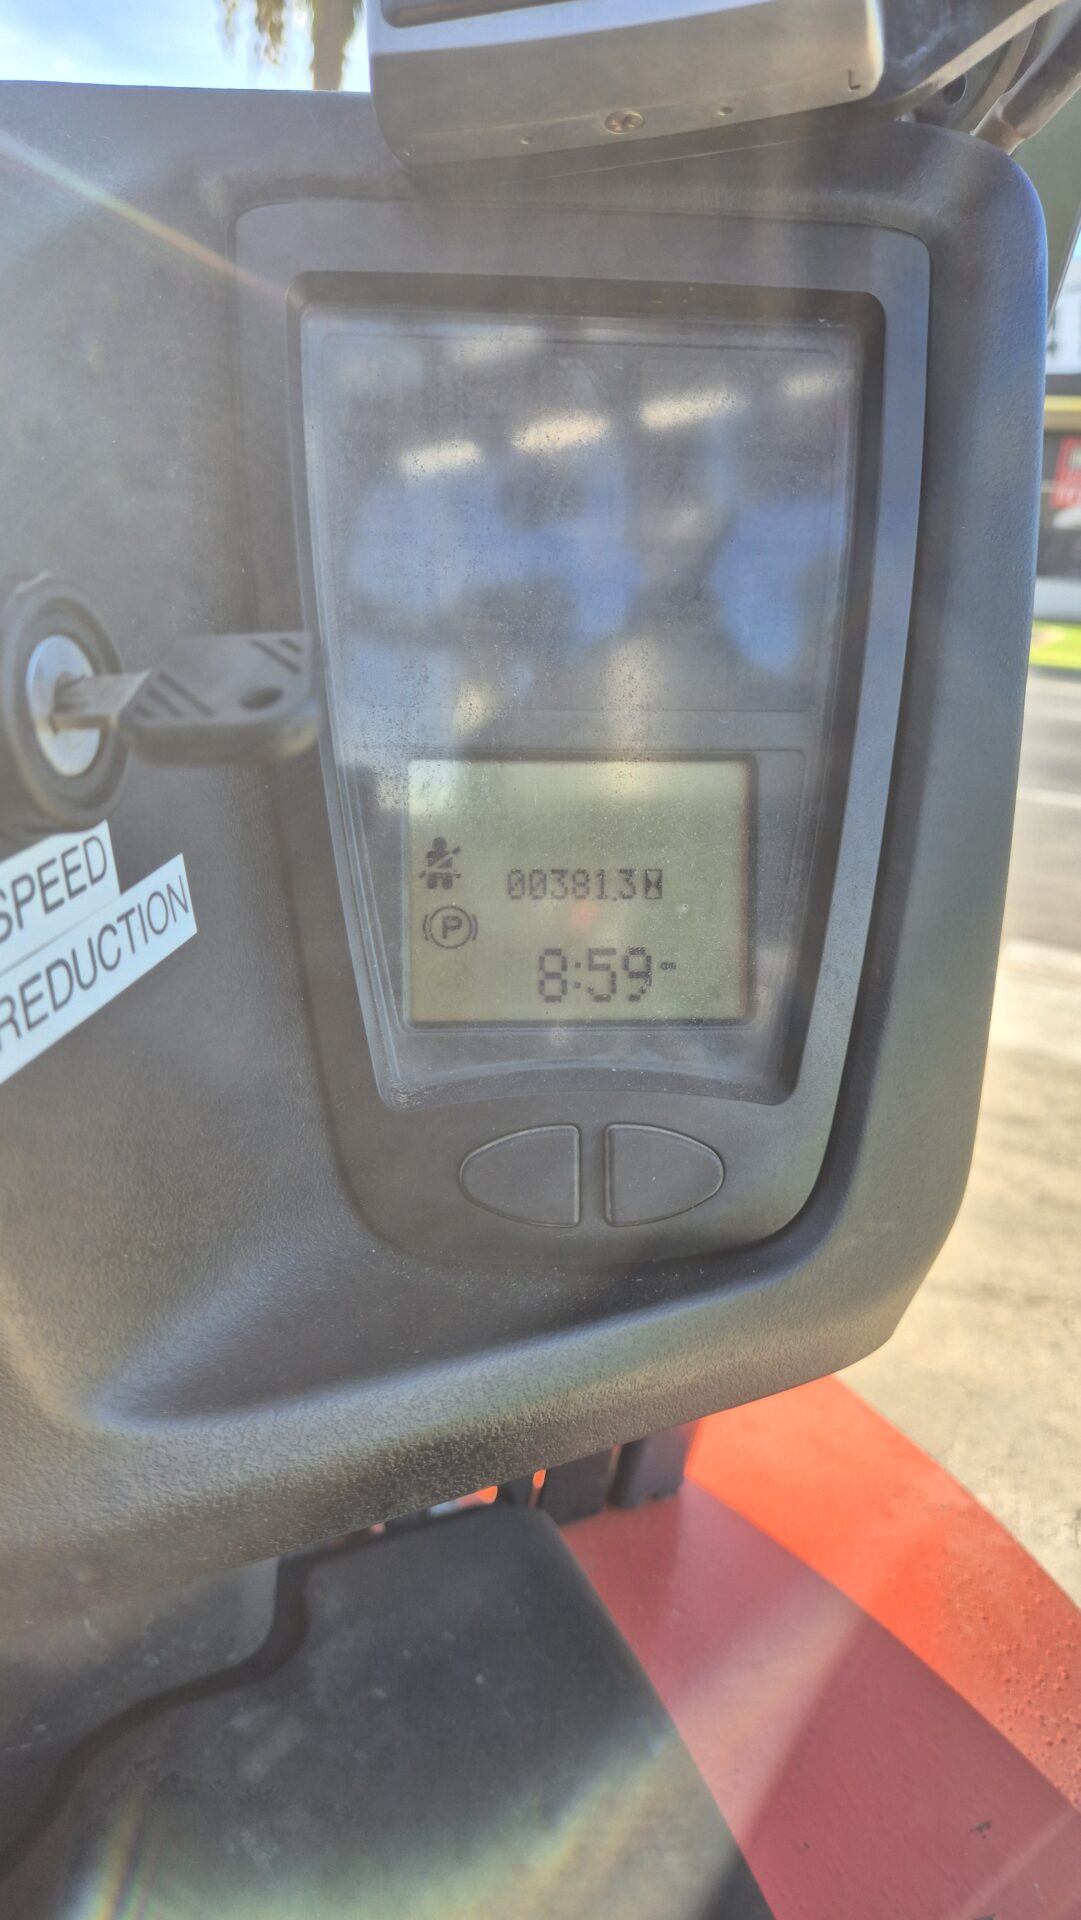 L
SPEED
REDUCTION
00381.3
P
8:59